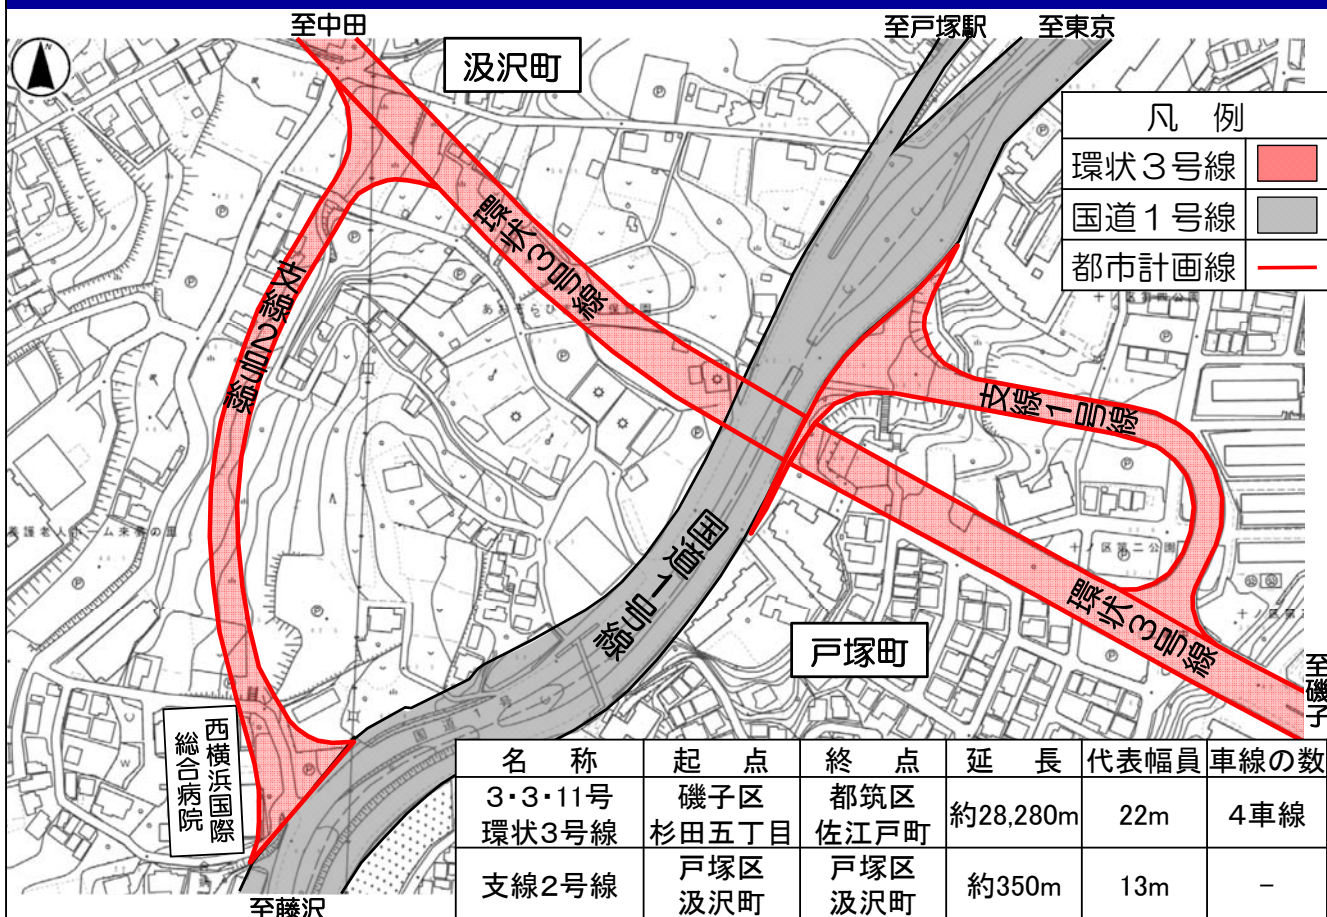 至中田
至戸塚駅
至東京
N
汲沢町
凡 例
環状3号線
国道1号線
都市計画線
環状3号線
支線2号線
支線1号線
国道1号線
環状3号線
戸塚町
至磯子
西横浜国際
総合病院
至藤沢
十ノ区第二公園
名 称 起 点 終 点 延 長 代表幅員 車線の数
3・3・11号
環状3号線
磯子区
杉田五丁目
都筑区
佐江戸町
約28,280m
22m
4車線
支線2号線
戸塚区
汲沢町
戸塚区
汲沢町
約350m
13m
－